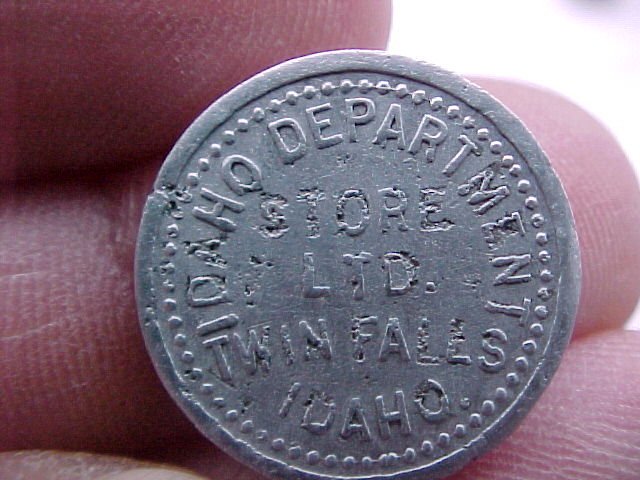 IDAHO DEPARTMENT
STORE
LTD.
TWIN FALLS
IDAHO.